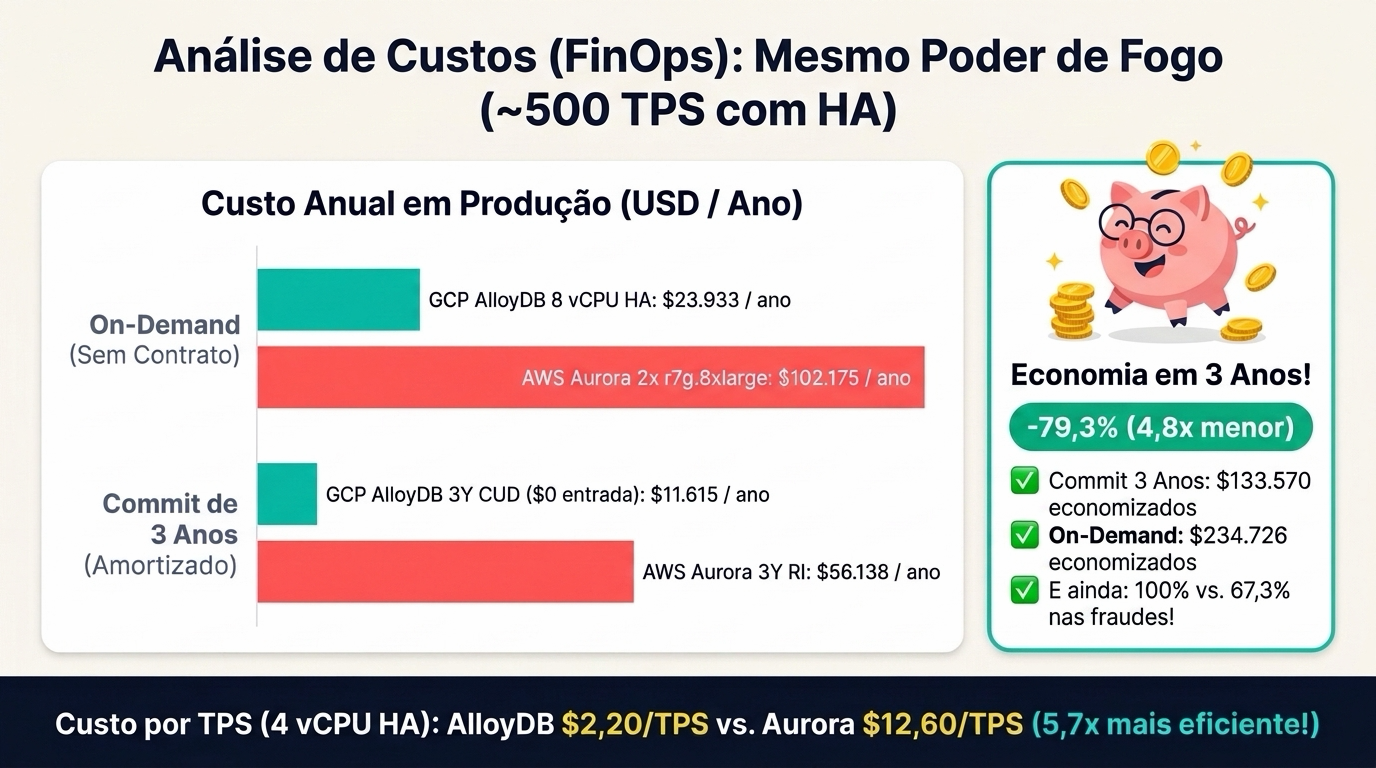 Análise de Custos (FinOps): Mesmo Poder de Fogo
(~500 TPS com HA)
Custo Anual em Produção (USD / Ano)
On-Demand
(Sem Contrato)
GCP AlloyDB 8 vCPU HA: $23.933 / ano
AWS Aurora 2x r7g.8xlarge: $102.175 / ano
Commit de
3 Anos
(Amortizado)
GCP AlloyDB 3Y CUD ($0 entrada): $11.615 / ano
AWS Aurora 3Y RI: $56.138 / ano
Economia em 3 Anos!
-79,3% (4,8x menor)
Commit 3 Anos: $133.570
economizados
On-Demand: $234.726
economizados
E ainda: 100% vs. 67,3%
nas fraudes!
Custo por TPS (4 vCPU HA): AlloyDB $2,20/TPS vs. Aurora $12,60/TPS (5,7x mais eficiente!)